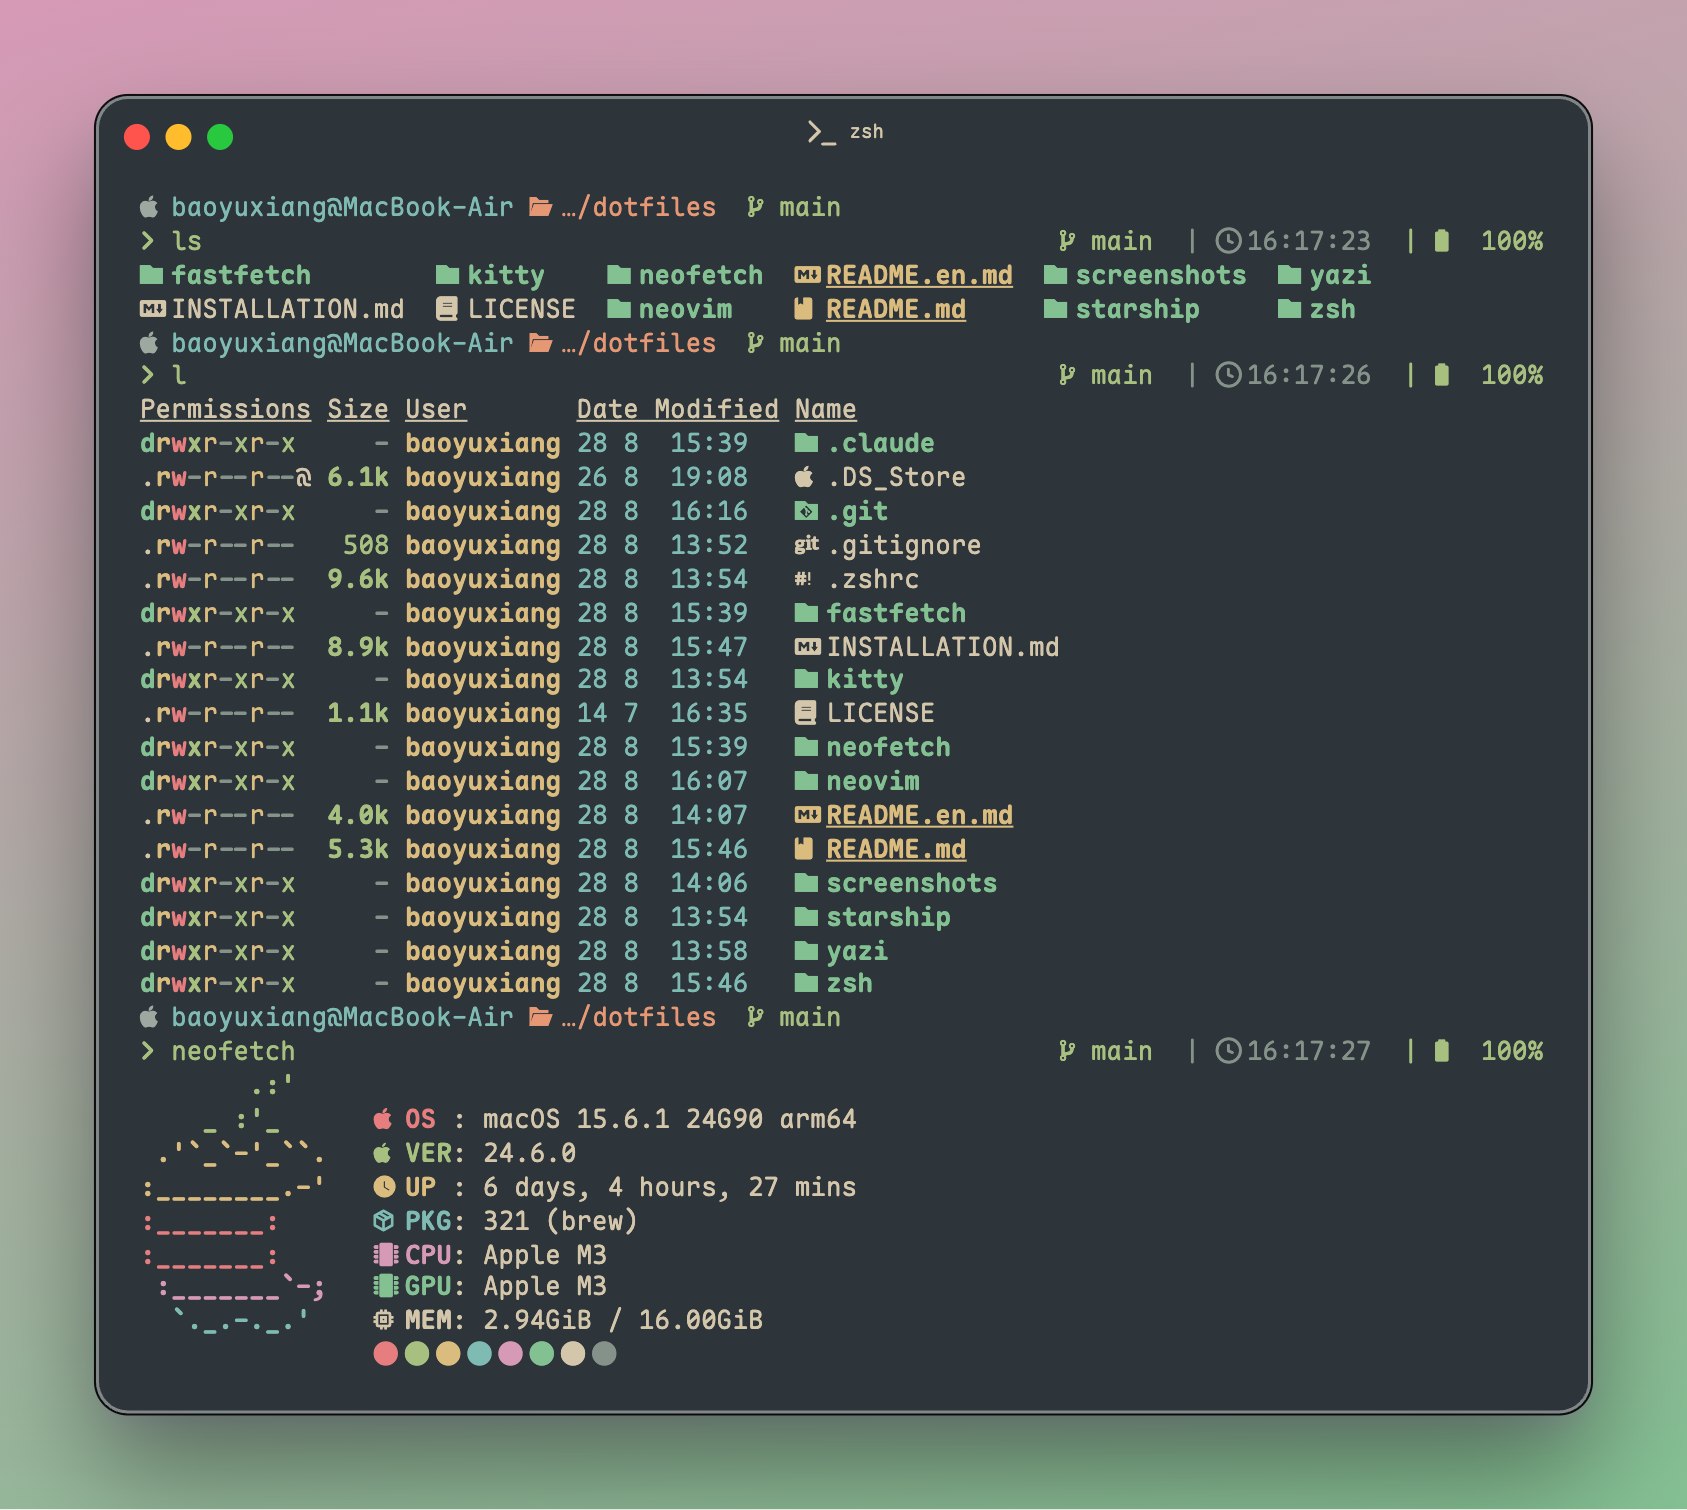 >_ zsh
baoyuxiang@MacBook-Air …/dotfiles main
❯ ls main | 16:17:23 | 100%
fastfetch kitty neofetch README.en.md screenshots yazi
INSTALLATION.md LICENSE neovim README.md starship zsh
baoyuxiang@MacBook-Air …/dotfiles main
❯ l main | 16:17:26 | 100%
Permissions Size User Date Modified Name
drwxr-xr-x - baoyuxiang 28 8 15:39 .claude
.rw-r--r--@ 6.1k baoyuxiang 26 8 19:08 .DS_Store
drwxr-xr-x - baoyuxiang 28 8 16:16 .git
.rw-r--r-- 508 baoyuxiang 28 8 13:52 git .gitignore
.rw-r--r-- 9.6k baoyuxiang 28 8 13:54 #! .zshrc
drwxr-xr-x - baoyuxiang 28 8 15:39 fastfetch
.rw-r--r-- 8.9k baoyuxiang 28 8 15:47 INSTALLATION.md
drwxr-xr-x - baoyuxiang 28 8 13:54 kitty
.rw-r--r-- 1.1k baoyuxiang 14 7 16:35 LICENSE
drwxr-xr-x - baoyuxiang 28 8 15:39 neofetch
drwxr-xr-x - baoyuxiang 28 8 16:07 neovim
.rw-r--r-- 4.0k baoyuxiang 28 8 14:07 README.en.md
.rw-r--r-- 5.3k baoyuxiang 28 8 15:46 README.md
drwxr-xr-x - baoyuxiang 28 8 14:06 screenshots
drwxr-xr-x - baoyuxiang 28 8 13:54 starship
drwxr-xr-x - baoyuxiang 28 8 13:58 yazi
drwxr-xr-x - baoyuxiang 28 8 15:46 zsh
baoyuxiang@MacBook-Air …/dotfiles main
❯ neofetch main | 16:17:27 | 100%
OS : macOS 15.6.1 24G90 arm64
VER: 24.6.0
UP : 6 days, 4 hours, 27 mins
PKG: 321 (brew)
CPU: Apple M3
GPU: Apple M3
MEM: 2.94GiB / 16.00GiB